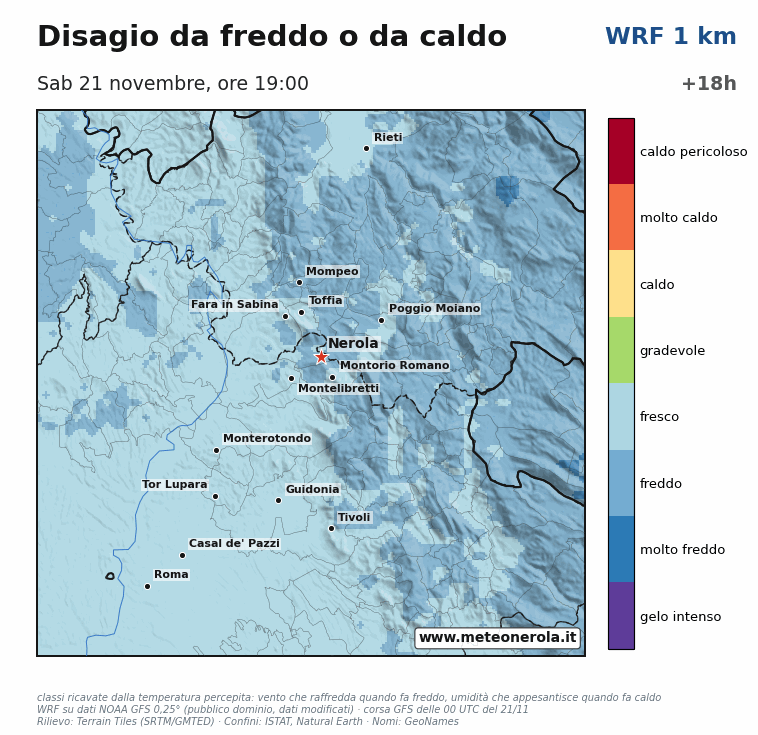 Disagio da freddo o da caldo
WRF 1 km
Sab 21 novembre, ore 19:00
+18h
Rieti
Mompeo
Toffia
Fara in Sabina
Poggio Moiano
Nerola
Montorio Romano
Montelibretti
Monterotondo
Tor Lupara
Guidonia
Tivoli
Casal de' Pazzi
Roma
www.meteonerola.it
caldo pericoloso
molto caldo
caldo
gradevole
fresco
freddo
molto freddo
gelo intenso
classi ricavate dalla temperatura percepita: vento che raffredda quando fa freddo, umidità che appesantisce quando fa caldo
WRF su dati NOAA GFS 0,25° (pubblico dominio, dati modificati) · corsa GFS delle 00 UTC del 21/11
Rilievo: Terrain Tiles (SRTM/GMTED) · Confini: ISTAT, Natural Earth · Nomi: GeoNames